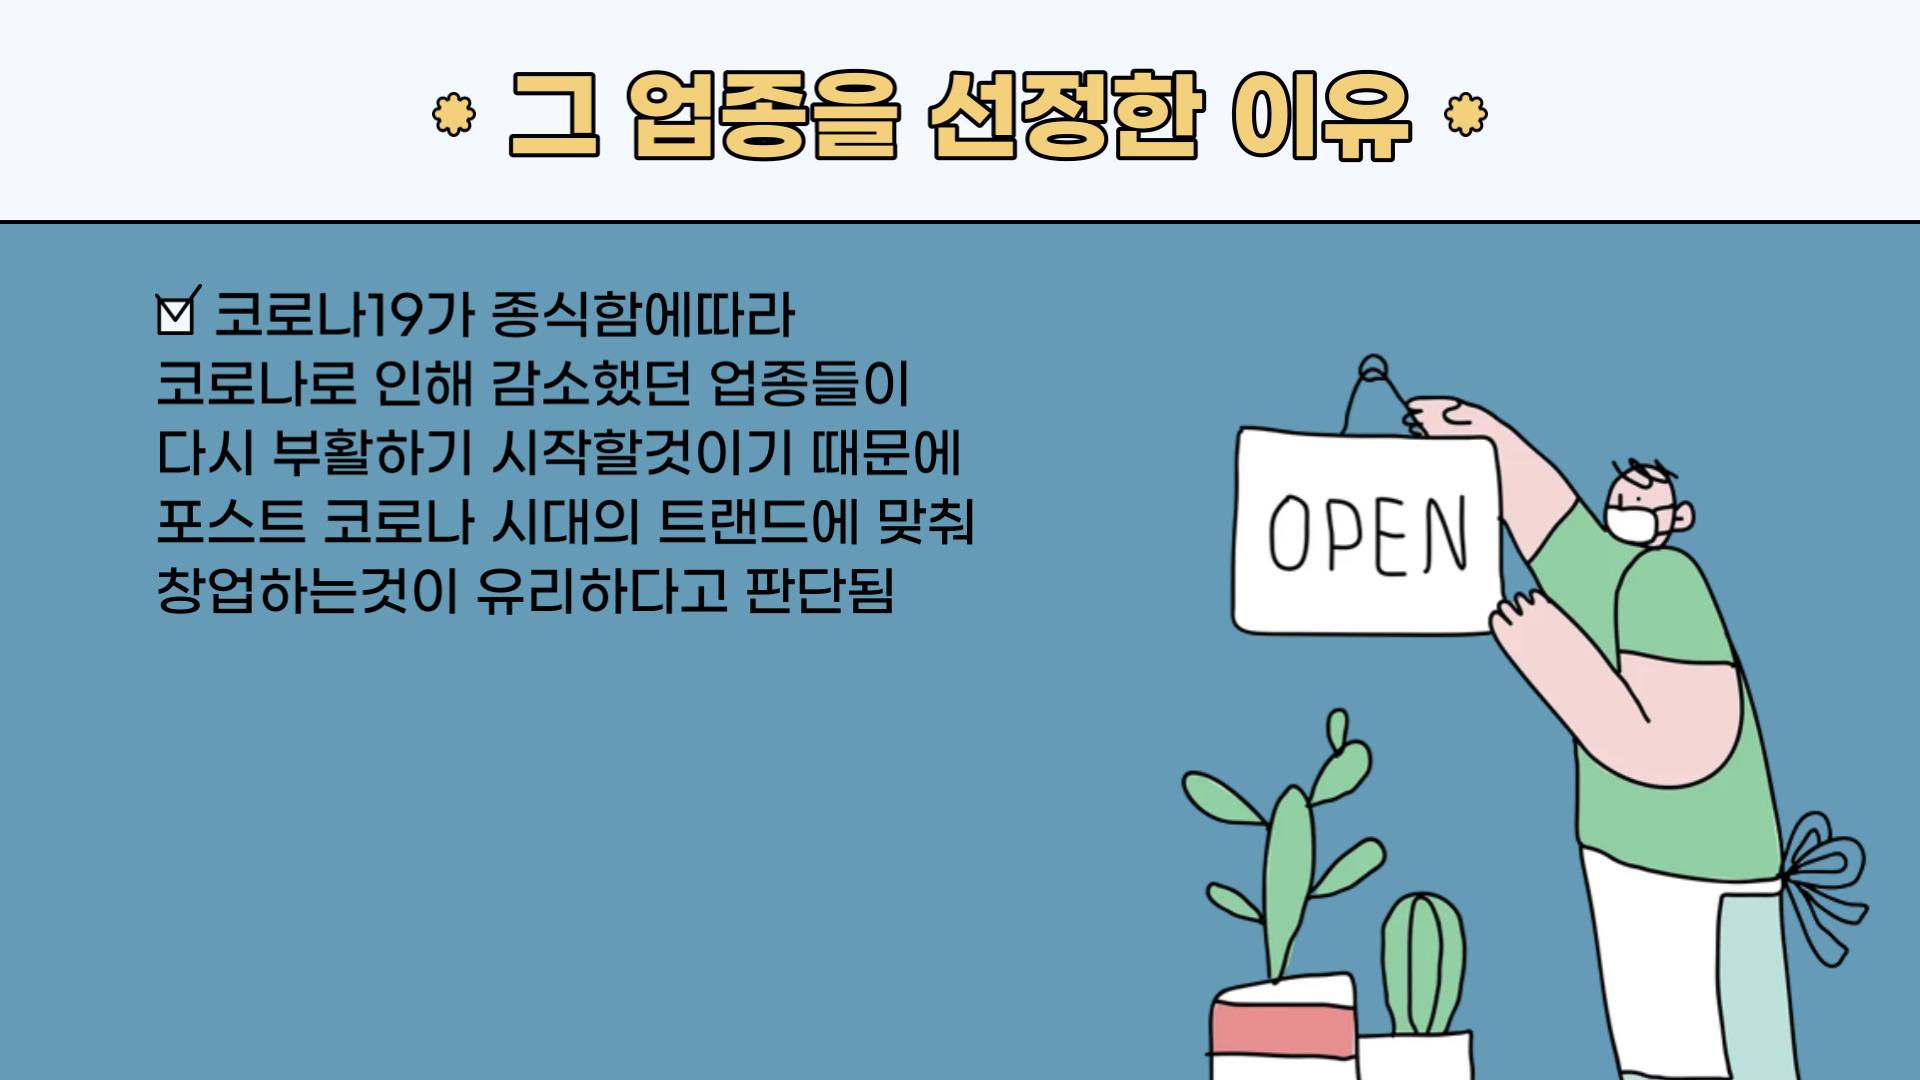 그 업종을 선정한 이유
코로나19가 종식함에따라
코로나로 인해 감소했던 업종들이
다시 부활하기 시작할것이기 때문에
포스트 코로나 시대의 트랜드에 맞춰
창업하는것이 유리하다고 판단됨
OPEN